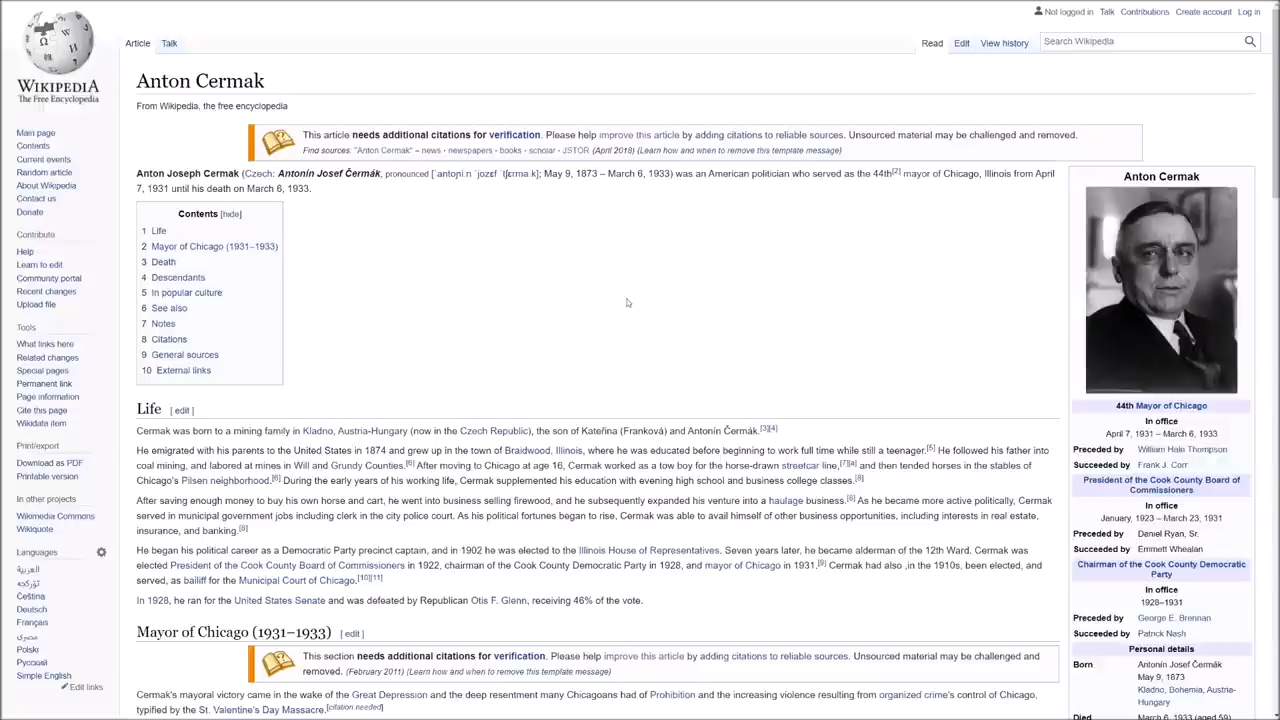 Not logged in Talk Contributions Create account Log in
Article Talk Read Edit View history Search Wikipedia
WIKIPEDIA
The Free Encyclopedia
Main page
Contents
Current events
Random article
About Wikipedia
Contact us
Donate
Contribute
Help
Learn to edit
Community portal
Recent changes
Upload file
Tools
What links here
Related changes
Special pages
Permanent link
Page information
Cite this page
Wikidata item
Print/export
Download as PDF
Printable version
In other projects
Wikimedia Commons
Wikiquote
Languages
العربية
تۆرکجه
Čeština
Deutsch
Français
مصرى
Polski
Русский
Simple English
Edit links
Anton Cermak
From Wikipedia, the free encyclopedia
This article needs additional citations for verification. Please help improve this article by adding citations to reliable sources. Unsourced material may be challenged and removed.
Find sources: "Anton Cermak" – news · newspapers · books · scholar · JSTOR (April 2019) (Learn how and when to remove this template message)
Anton Joseph Cermak (Czech: Antonín Josef Čermák, pronounced [ˈantoɲiːn ˈjozɛf ˈtʃɛrmaːk]; May 9, 1873 – March 6, 1933) was an American politician who served as the 44th[2] mayor of Chicago, Illinois from April
7, 1931 until his death on March 6, 1933.
Contents [hide]
1 Life
2 Mayor of Chicago (1931–1933)
3 Death
4 Descendants
5 In popular culture
6 See also
7 Notes
8 Citations
9 General sources
10 External links
Life [ edit ]
Cermak was born to a mining family in Kladno, Austria-Hungary (now in the Czech Republic), the son of Kateřina (Franková) and Antonín Čermák.[3][4]
He emigrated with his parents to the United States in 1874 and grew up in the town of Braidwood, Illinois, where he was educated before beginning to work full time while still a teenager.[5] He followed his father into
coal mining, and labored at mines in Will and Grundy Counties.[6] After moving to Chicago at age 16, Cermak worked as a tow boy for the horse-drawn streetcar line,[7][a] and then tended horses in the stables of
Chicago's Pilsen neighborhood.[6] During the early years of his working life, Cermak supplemented his education with evening high school and business college classes.[8]
After saving enough money to buy his own horse and cart, he went into business selling firewood, and he subsequently expanded his venture into a haulage business.[8] As he became more active politically, Cermak
served in municipal government jobs including clerk in the city police court. As his political fortunes began to rise, Cermak was able to avail himself of other business opportunities, including interests in real estate,
insurance, and banking.[6]
He began his political career as a Democratic Party precinct captain, and in 1902 he was elected to the Illinois House of Representatives. Seven years later, he became alderman of the 12th Ward. Cermak was
elected President of the Cook County Board of Commissioners in 1922, chairman of the Cook County Democratic Party in 1928, and mayor of Chicago in 1931.[9] Cermak had also ,in the 1910s, been elected, and
served, as bailiff for the Municipal Court of Chicago.[10][11]
In 1928, he ran for the United States Senate and was defeated by Republican Otis F. Glenn, receiving 46% of the vote.
Mayor of Chicago (1931–1933) [ edit ]
This section needs additional citations for verification. Please help improve this article by adding citations to reliable sources. Unsourced material may be challenged and
removed. (February 2011) (Learn how and when to remove this template message)
Cermak's mayoral victory came in the wake of the Great Depression and the deep resentment many Chicagoans had of Prohibition and the increasing violence resulting from organized crime's control of Chicago,
typified by the St. Valentine's Day Massacre.[citation needed]
Anton Cermak
44th Mayor of Chicago
In office
April 7, 1931 – March 6, 1933
Preceded by William Hale Thompson
Succeeded by Frank J. Corr
President of the Cook County Board of
Commissioners
In office
January, 1923 – March 23, 1931
Preceded by Daniel Ryan, Sr.
Succeeded by Emmett Whealan
Chairman of the Cook County Democratic
Party
In office
1928–1931
Preceded by George E. Brennan
Succeeded by Patrick Nash
Personal details
Born Antonín Josef Čermák
May 9, 1873
Kladno, Bohemia, Austria-
Hungary
Died March 6, 1933 (aged 59)